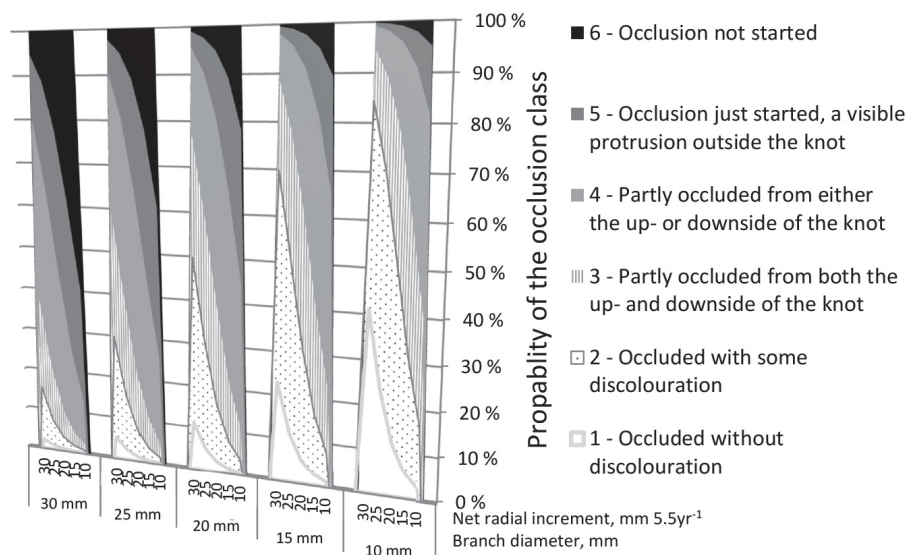 100 %
90 %
80 %
70 %
60 %
50 %
40 %
30 %
20 %
10 %
0 %
Propablity of the occlusion class
6 - Occlusion not started
5 - Occlusion just started, a visible
protrusion outside the knot
4 - Partly occluded from either
the up- or downside of the knot
3 - Partly occluded from both the
up- and downside of the knot
2 - Occluded with some
discolouration
1 - Occluded without
discolouration
30 25 20 15 10
30 25 20 15 10
30 25 20 15 10
30 25 20 15 10
30 25 20 15 10
30 mm
25 mm
20 mm
15 mm
10 mm
Net radial increment, mm 5.5yr⁻¹
Branch diameter, mm